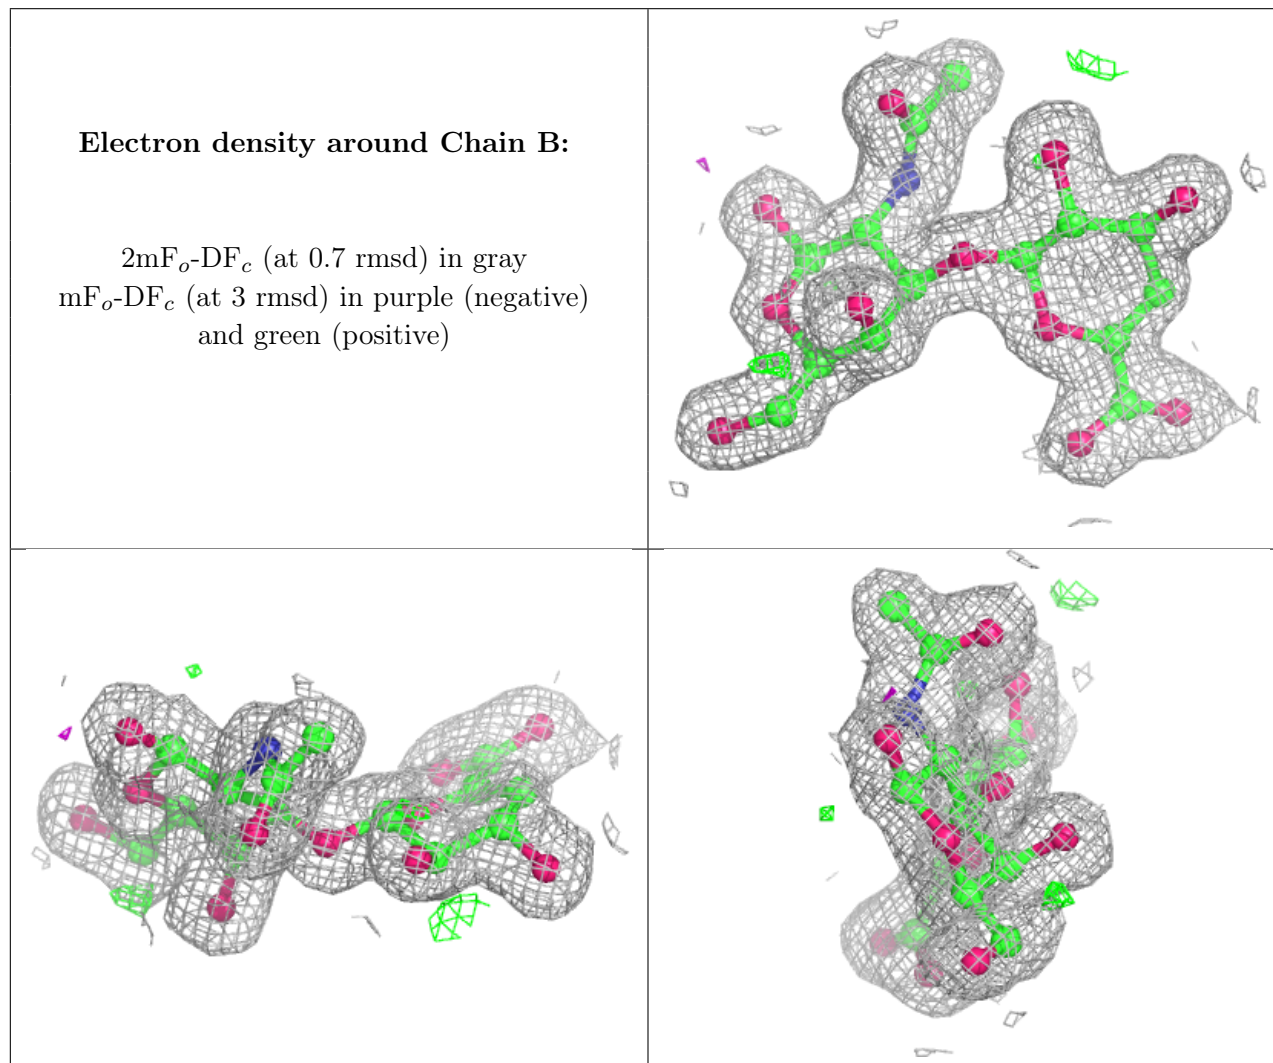 Electron density around Chain B:
2mFo-DFc (at 0.7 rmsd) in gray
mFo-DFc (at 3 rmsd) in purple (negative)
and green (positive)